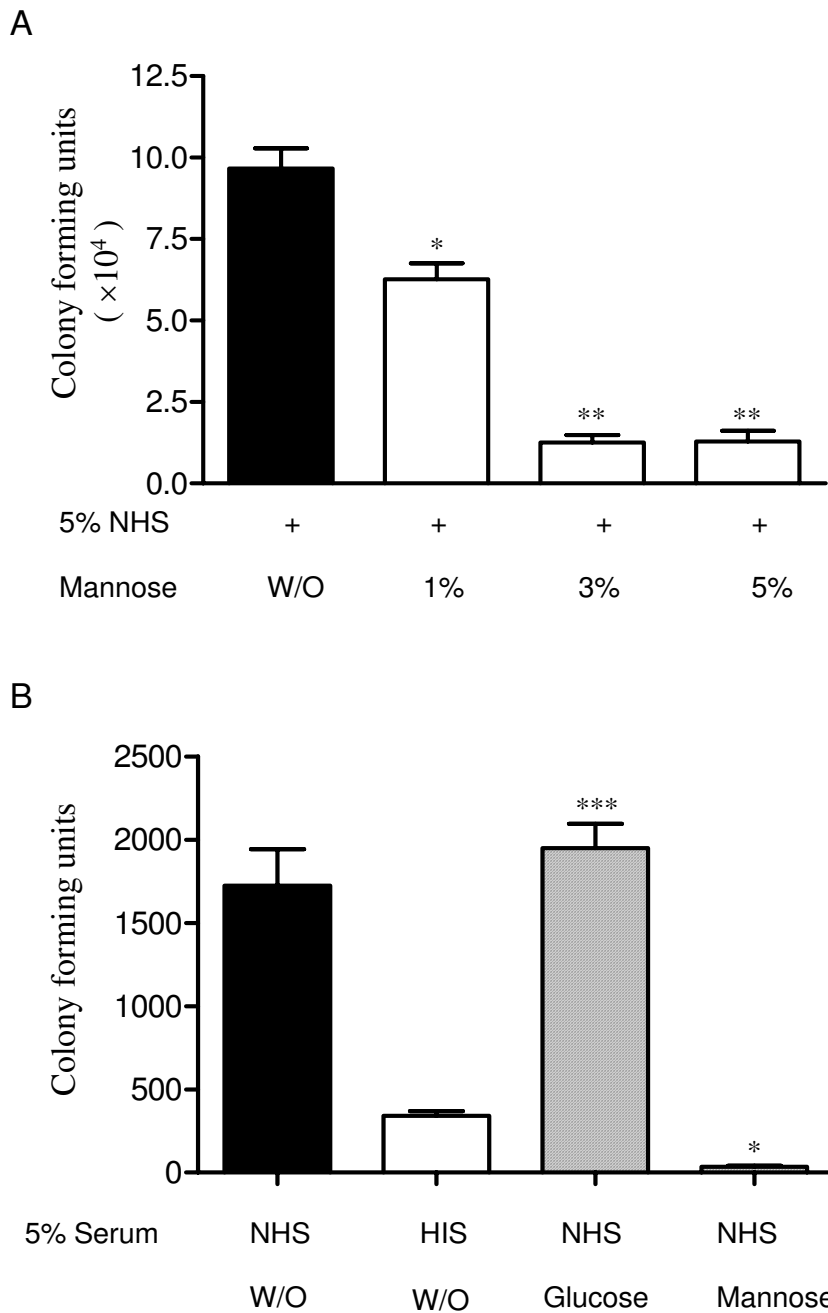 A
12.5
10.0
7.5
5.0
2.5
0.0
Colony forming units
( ×10⁴ )
*
**
**
5% NHS + + + +
Mannose W/O 1% 3% 5%
B
2500
2000
1500
1000
500
0
Colony forming units
***
*
5% Serum NHS HIS NHS NHS
W/O W/O Glucose Mannose